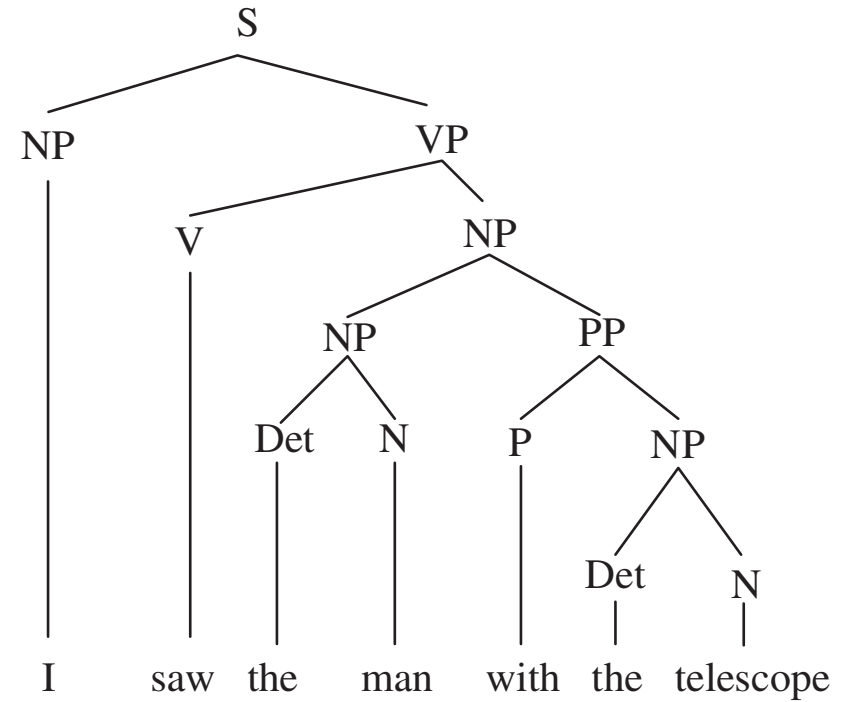 S
NP VP
V NP
NP PP
Det N P NP
Det N
I saw the man with the telescope